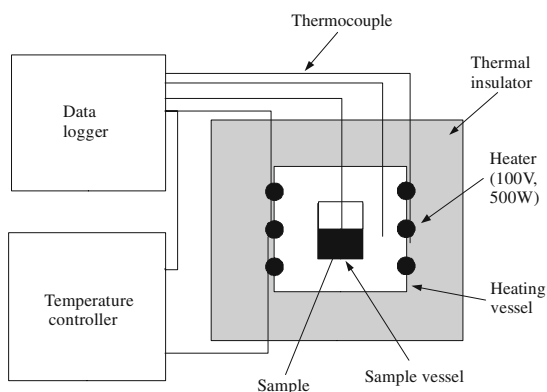 Thermocouple
Thermal
insulator
Data
logger
Heater
(100V,
500W)
Temperature
controller
Heating
vessel
Sample vessel
Sample